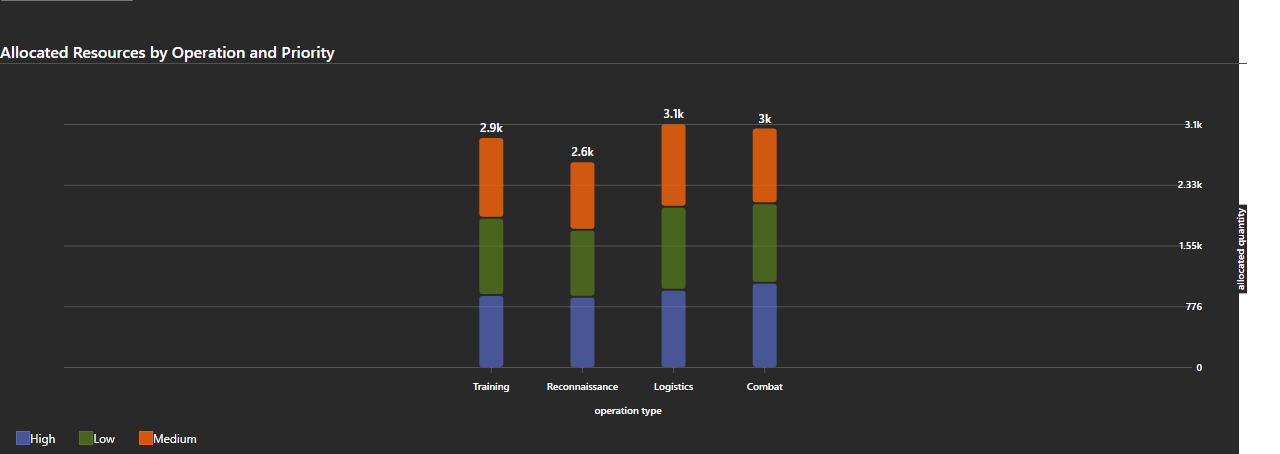 Allocated Resources by Operation and Priority
2.9k
2.6k
3.1k
3k
3.1k
2.33k
1.55k
776
0
allocated quantity
Training Reconnaissance Logistics Combat
operation type
High Low Medium